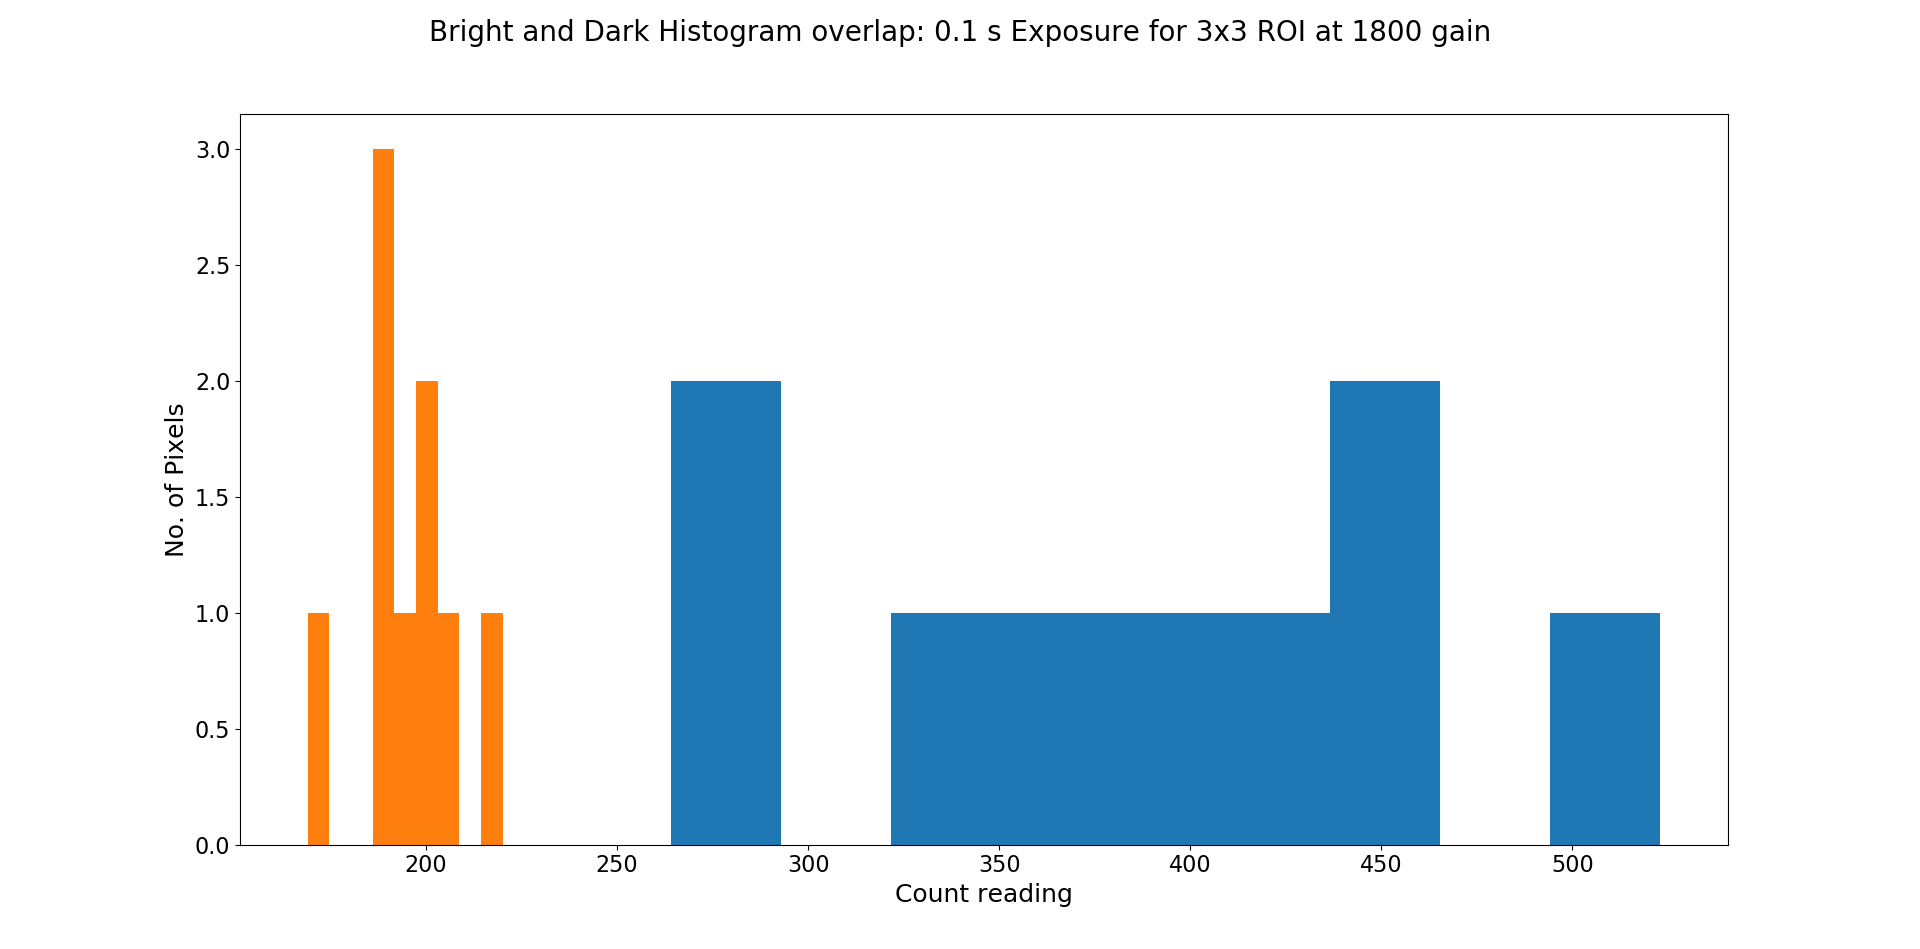 Bright and Dark Histogram overlap: 0.1 s Exposure for 3x3 ROI at 1800 gain
3.0
2.5
2.0
1.5
1.0
0.5
0.0
No. of Pixels
200 250 300 350 400 450 500
Count reading